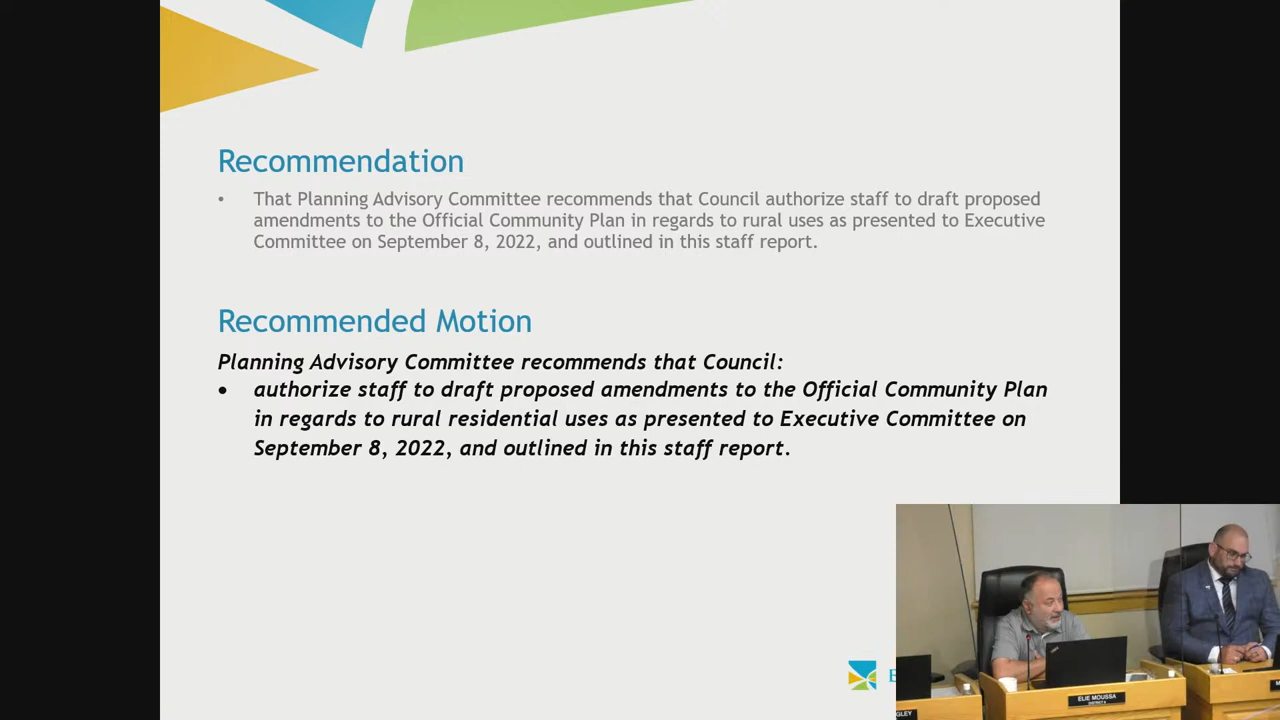 Recommendation
• That Planning Advisory Committee recommends that Council authorize staff to draft proposed
amendments to the Official Community Plan in regards to rural uses as presented to Executive
Committee on September 8, 2022, and outlined in this staff report.
Recommended Motion
Planning Advisory Committee recommends that Council:
• authorize staff to draft proposed amendments to the Official Community Plan
in regards to rural residential uses as presented to Executive Committee on
September 8, 2022, and outlined in this staff report.
ELIE MOUSSA